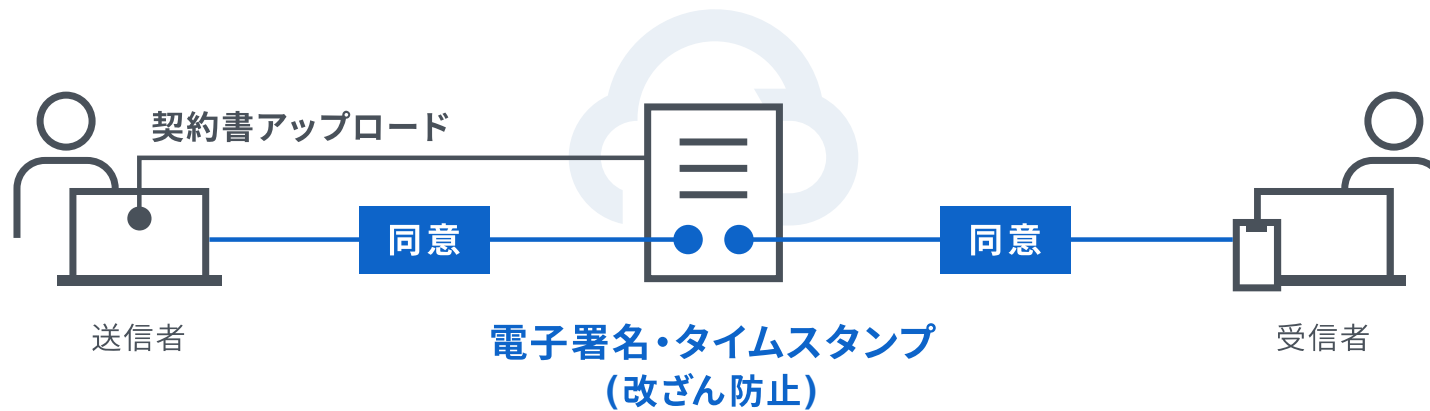 契約書アップロード
同意
同意
送信者
電子署名・タイムスタンプ
(改ざん防止)
受信者